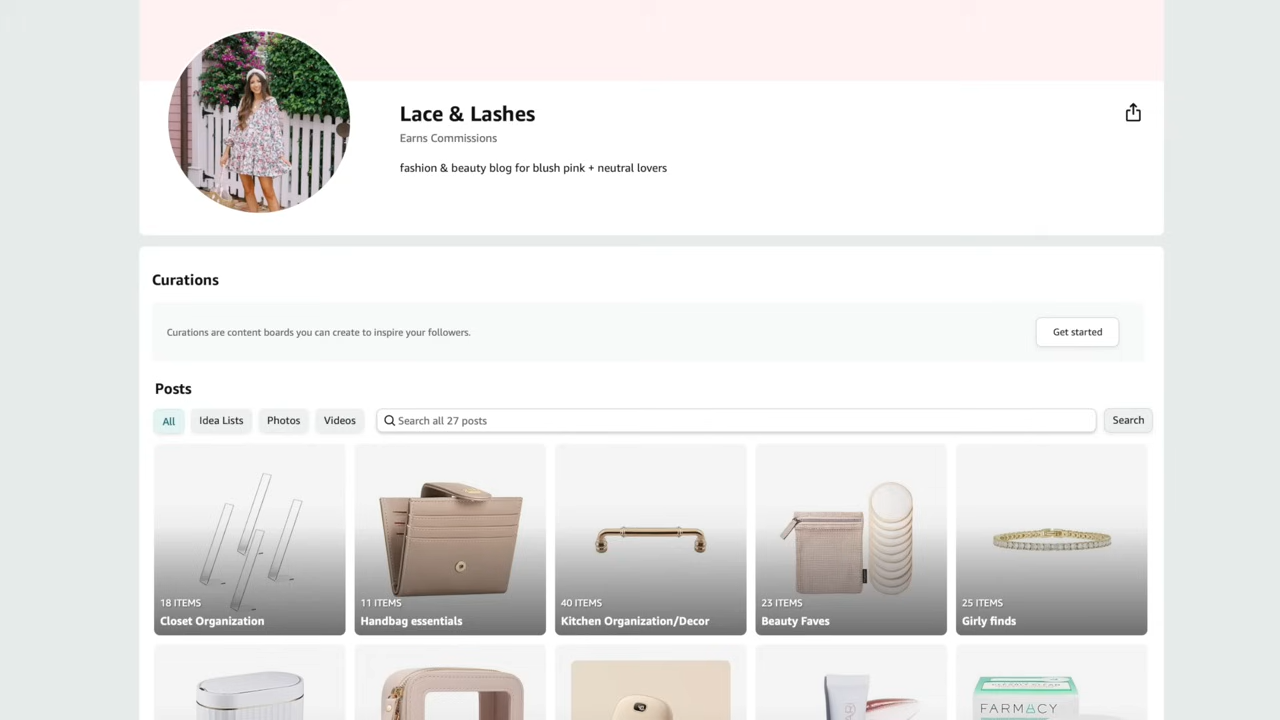 Lace & Lashes
Earns Commissions
fashion & beauty blog for blush pink + neutral lovers
Curations
Curations are content boards you can create to inspire your followers.
Get started
Posts
All
Idea Lists
Photos
Videos
Search all 27 posts
Search
18 ITEMS
Closet Organization
11 ITEMS
Handbag essentials
40 ITEMS
Kitchen Organization/Decor
23 ITEMS
Beauty Faves
25 ITEMS
Girly finds
FARMACY